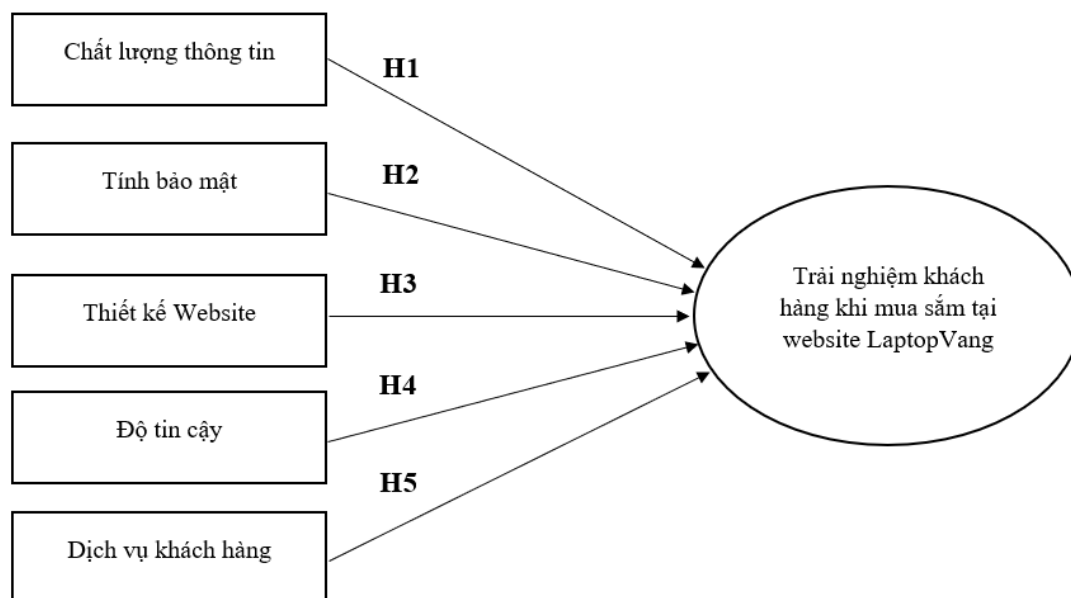 Chất lượng thông tin
H1
Tính bảo mật
H2
Thiết kế Website
H3
Trải nghiệm khách
hàng khi mua sắm tại
website LaptopVang
Độ tin cậy
H4
Dịch vụ khách hàng
H5